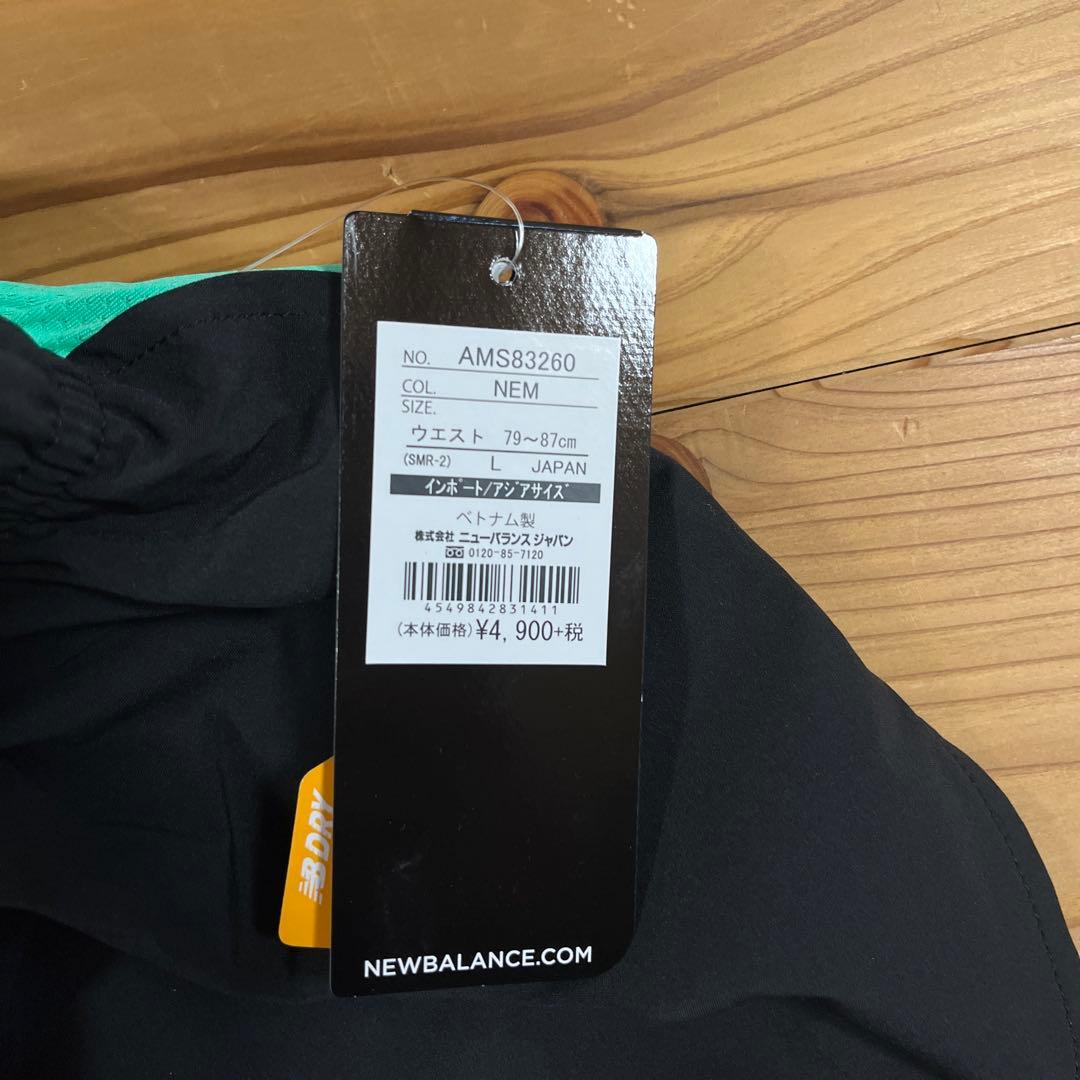 NO. AMS83260
COL. NEM
SIZE.
ウエスト 79～87cm
(SMR-2) L JAPAN
インポート/アジアサイズ
ベトナム製
株式会社 ニューバランス ジャパン
0120-85-7120
4549842831411
(本体価格)¥4,900+税
NB DRY
NEWBALANCE.COM